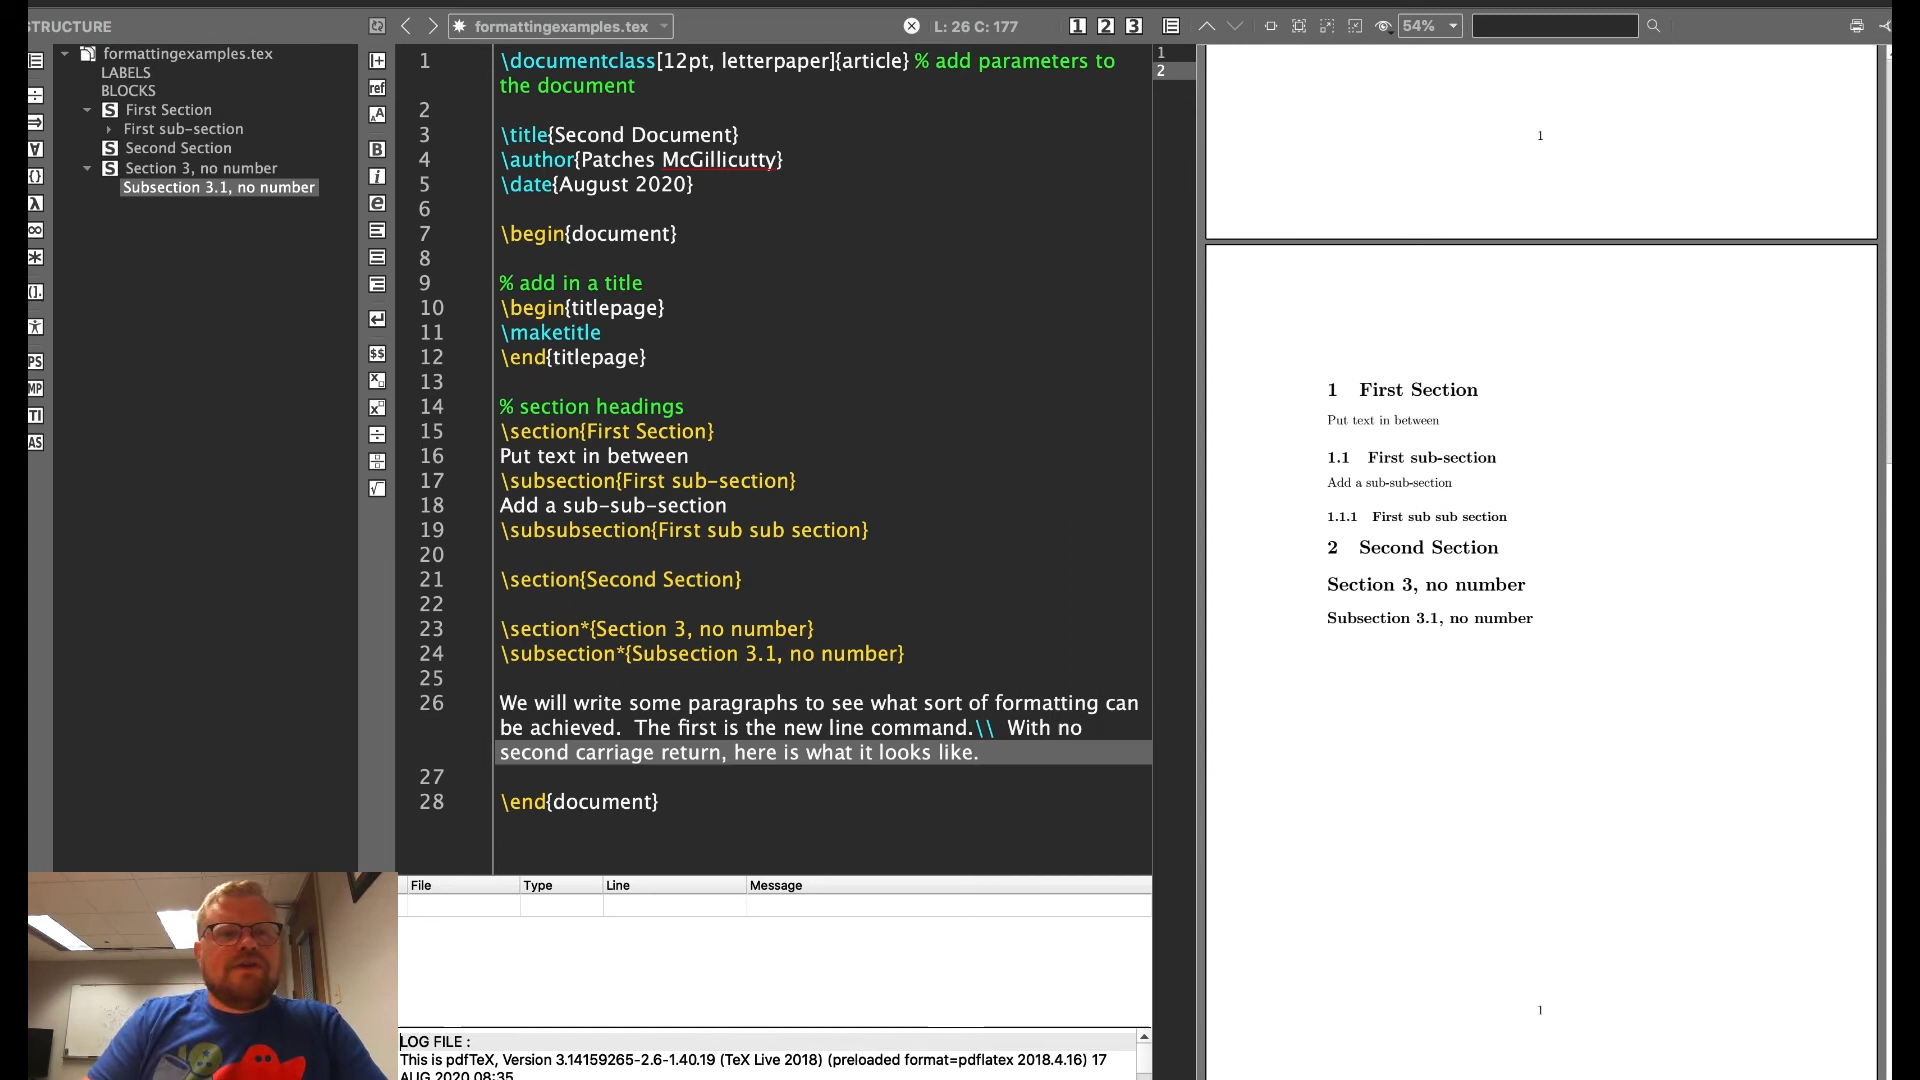 STRUCTURE
formattingexamples.tex
LABELS
BLOCKS
First Section
First sub-section
Second Section
Section 3, no number
Subsection 3.1, no number
formattingexamples.tex
L: 26 C: 177
1 2 3
54%
1 \documentclass[12pt, letterpaper]{article} % add parameters to
the document
2
3 \title{Second Document}
4 \author{Patches McGillicutty}
5 \date{August 2020}
6
7 \begin{document}
8
9 % add in a title
10 \begin{titlepage}
11 \maketitle
12 \end{titlepage}
13
14 % section headings
15 \section{First Section}
16 Put text in between
17 \subsection{First sub-section}
18 Add a sub-sub-section
19 \subsubsection{First sub sub section}
20
21 \section{Second Section}
22
23 \section*{Section 3, no number}
24 \subsection*{Subsection 3.1, no number}
25
26 We will write some paragraphs to see what sort of formatting can
be achieved.  The first is the new line command.\\  With no
second carriage return, here is what it looks like.
27
28 \end{document}
1
2
1
1 First Section
Put text in between
1.1 First sub-section
Add a sub-sub-section
1.1.1 First sub sub section
2 Second Section
Section 3, no number
Subsection 3.1, no number
1
File Type Line Message
LOG FILE :
This is pdfTeX, Version 3.14159265-2.6-1.40.19 (TeX Live 2018) (preloaded format=pdflatex 2018.4.16) 17
AUG 2020 08:35